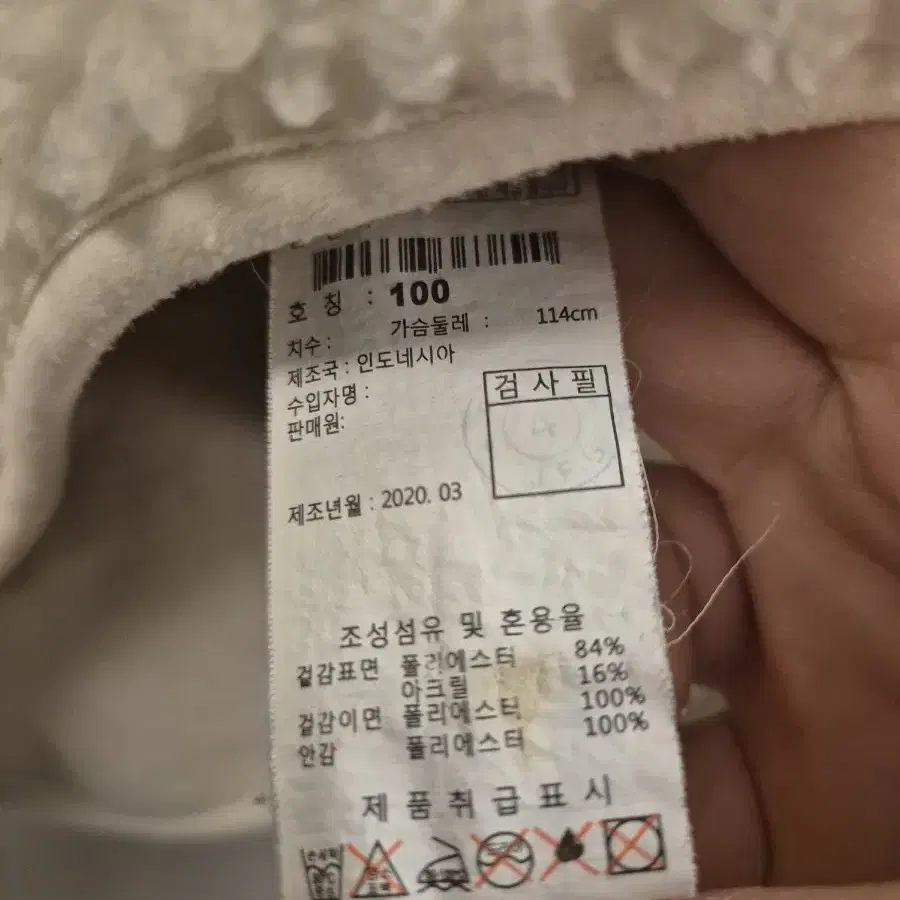 호 칭 : 100
치수 : 가슴둘레 : 114cm
제조국 : 인도네시아
수입자명 :
판매원:
검 사 필
4
제조년월 : 2020. 03
조성섬유 및 혼용율
겉감표면 폴리에스터 84%
아크릴 16%
겉감이면 폴리에스터 100%
안감 폴리에스터 100%
제 품 취 급 표 시